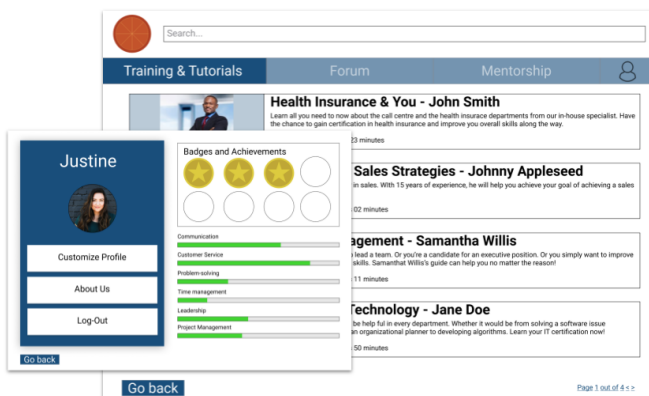 Search...
Training & Tutorials
Forum
Mentorship
Health Insurance & You - John Smith
Learn all you need to now about the call centre and the health insurace departments from our in-house specialist. Have
the chance to gain certification in health insurance and improve you overall skills along the way.
23 minutes
Sales Strategies - Johnny Appleseed
in sales. With 15 years of experience, he will help you achieve your goal of achieving a sales
02 minutes
agement - Samantha Willis
lead a team. Or you're a candidate for an executive position. Or you simply want to improve
skills. Samanthat Willis's guide can help you no matter the reason!
11 minutes
Technology - Jane Doe
be help ful in every department. Whether it would be from solving a software issue
an organizational planner to developing algorithms. Learn your IT certification now!
50 minutes
Go back
Page 1 out of 4 < >
Justine
Customize Profile
About Us
Log-Out
Go back
Badges and Achievements
Communication
Customer Service
Problem-solving
Time management
Leadership
Project Management